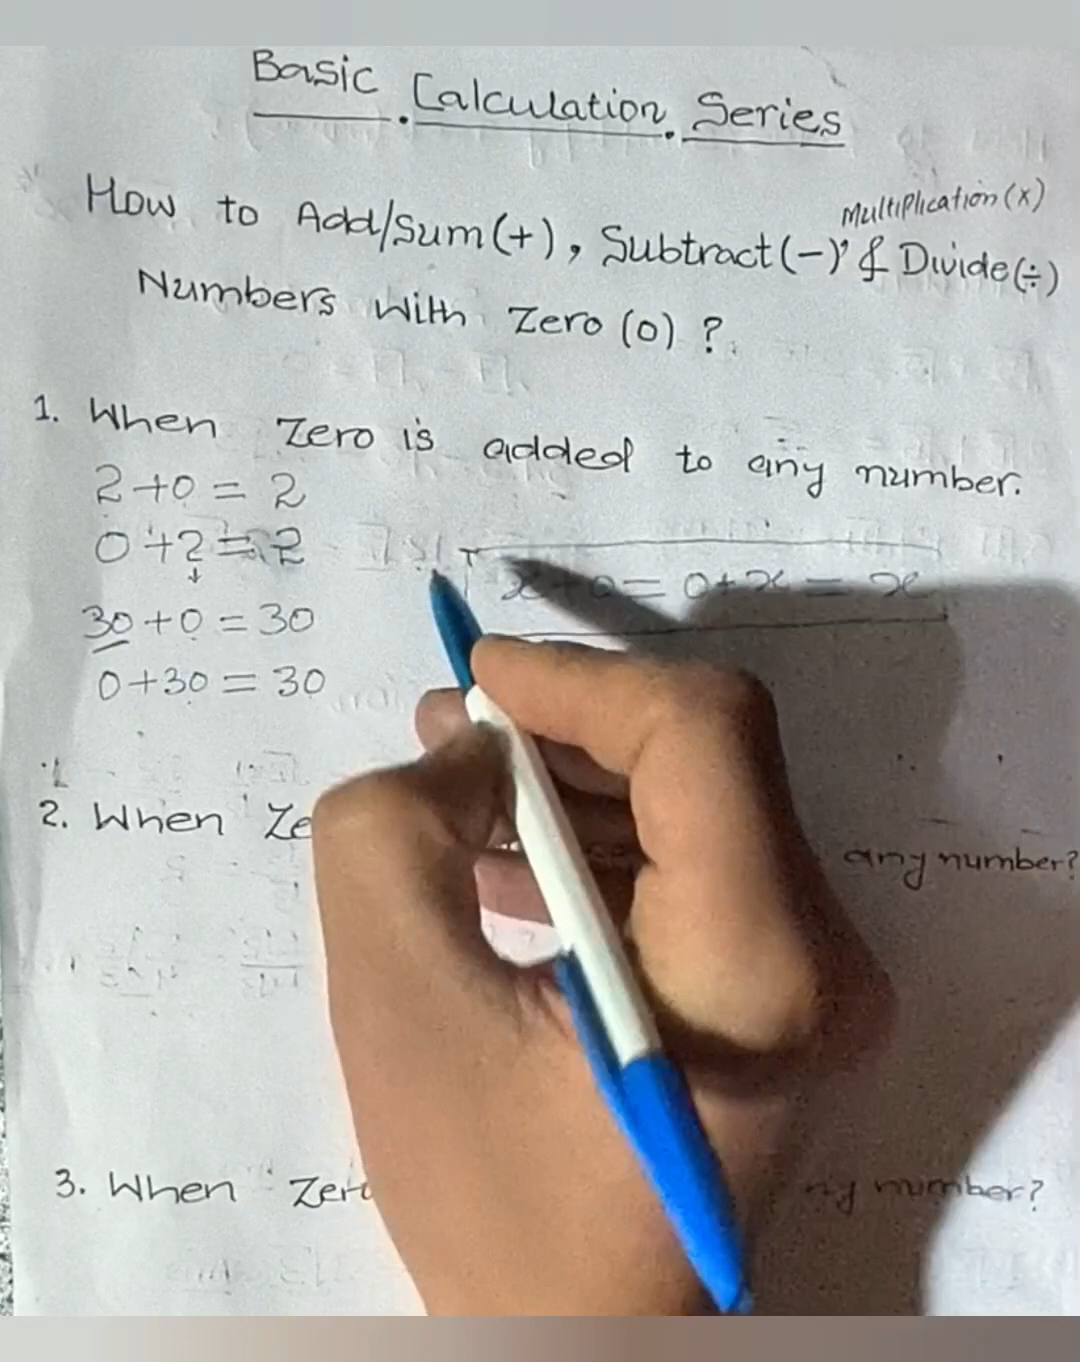 Basic Calculation Series
How to Add/Sum(+), Subtract(-), Multiplication(x) & Divide(÷)
Numbers with Zero (0) ?
1. When Zero is added to any number.
2+0 = 2
0+2 = 2
x+0 = 0+x = x
30+0 = 30
0+30 = 30
2. When any number?
3. When number?